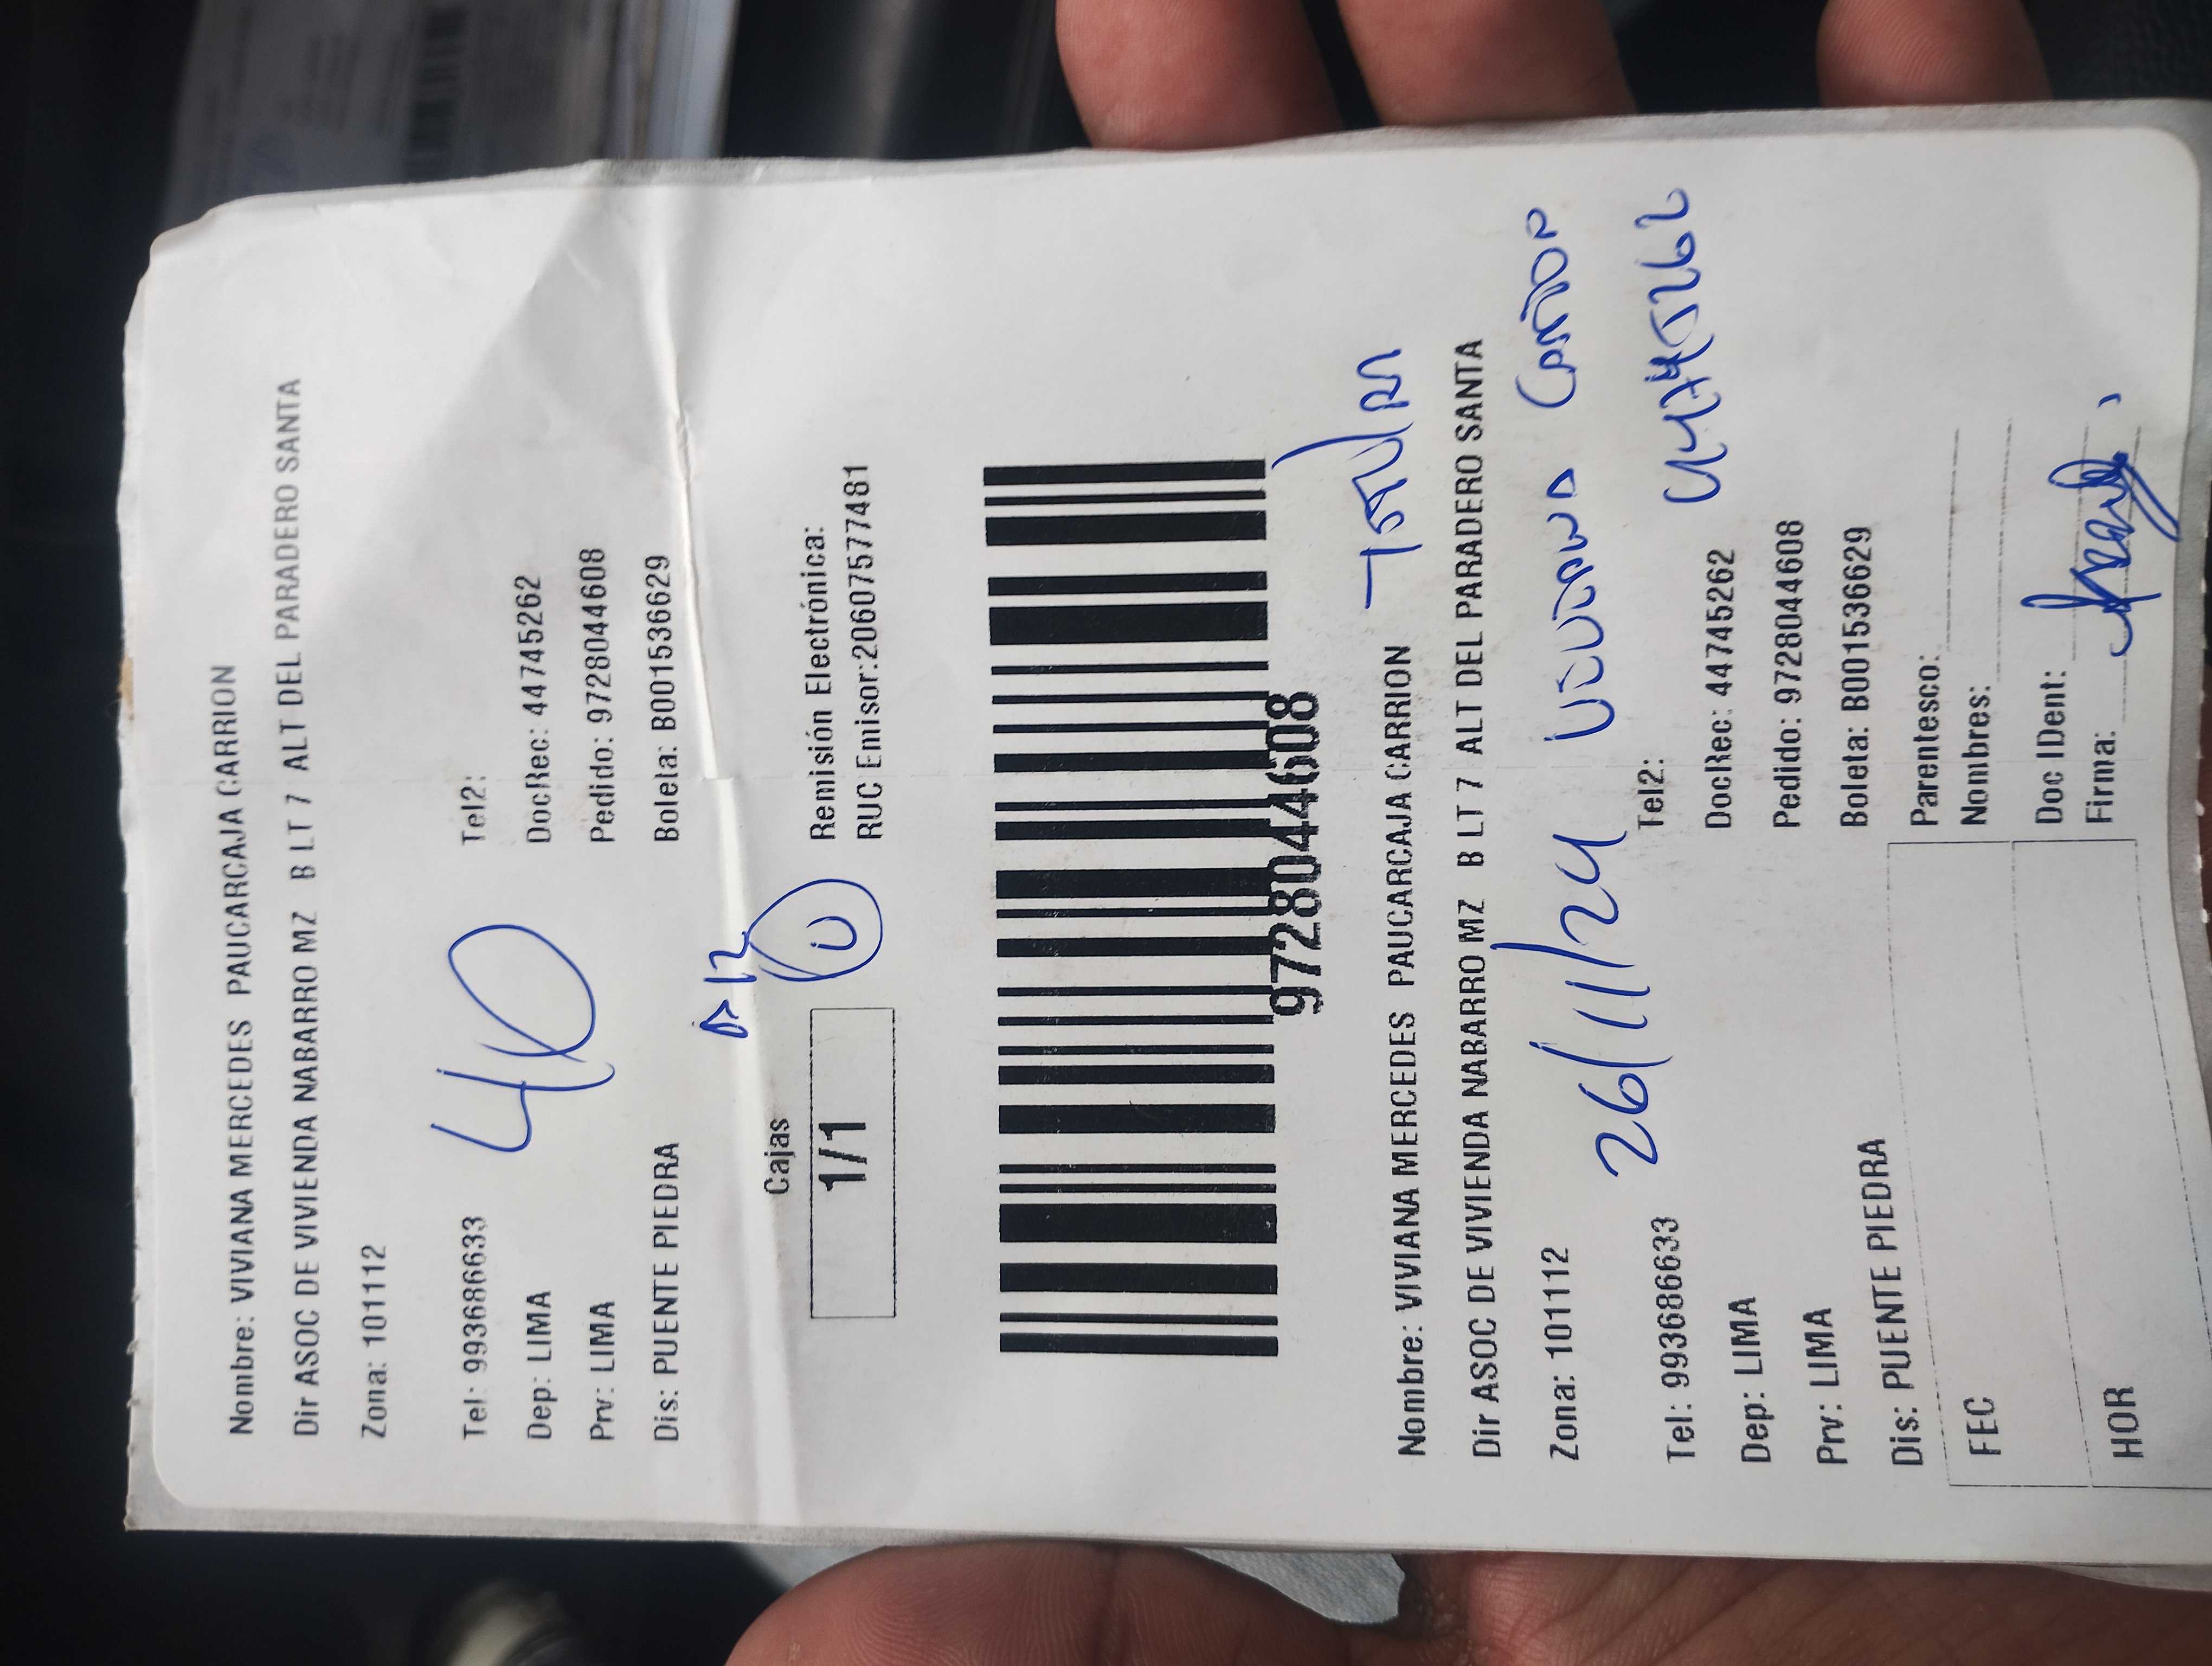 Nombre: VIVIANA MERCEDES PAUCARCAJA CARRION
Dir ASOC DE VIVIENDA NABARRO MZ B LT 7 ALT DEL PARADERO SANTA
Zona: 101112
40
Tel: 993686633 Tel2:
Dep: LIMA DocRec: 44745262
Prv: LIMA Pedido: 9728044608
Dis: PUENTE PIEDRA Boleta: B001536629
Cajas
1/1
Remisión Electrónica:
RUC Emisor:20607577481
9728044608
Nombre: VIVIANA MERCEDES PAUCARCAJA CARRION
Dir ASOC DE VIVIENDA NABARRO MZ B LT 7 ALT DEL PARADERO SANTA
Zona: 101112
26/11/24
44745262
Tel: 993686633 Tel2:
Dep: LIMA DocRec: 44745262
Prv: LIMA Pedido: 9728044608
Dis: PUENTE PIEDRA Boleta: B001536629
Parentesco:
FEC Nombres:
Doc IDent:
HOR Firma: